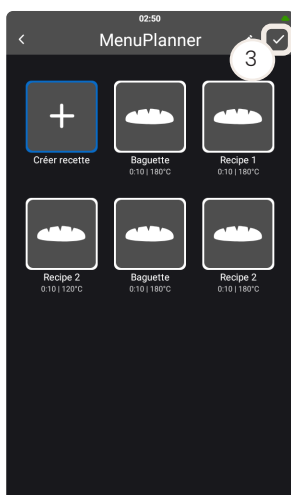 02:50
MenuPlanner
3
Créer recette
Baguette
0:10 | 180°C
Recipe 1
0:10 | 180°C
Recipe 2
0:10 | 120°C
Baguette
0:10 | 180°C
Recipe 2
0:10 | 180°C